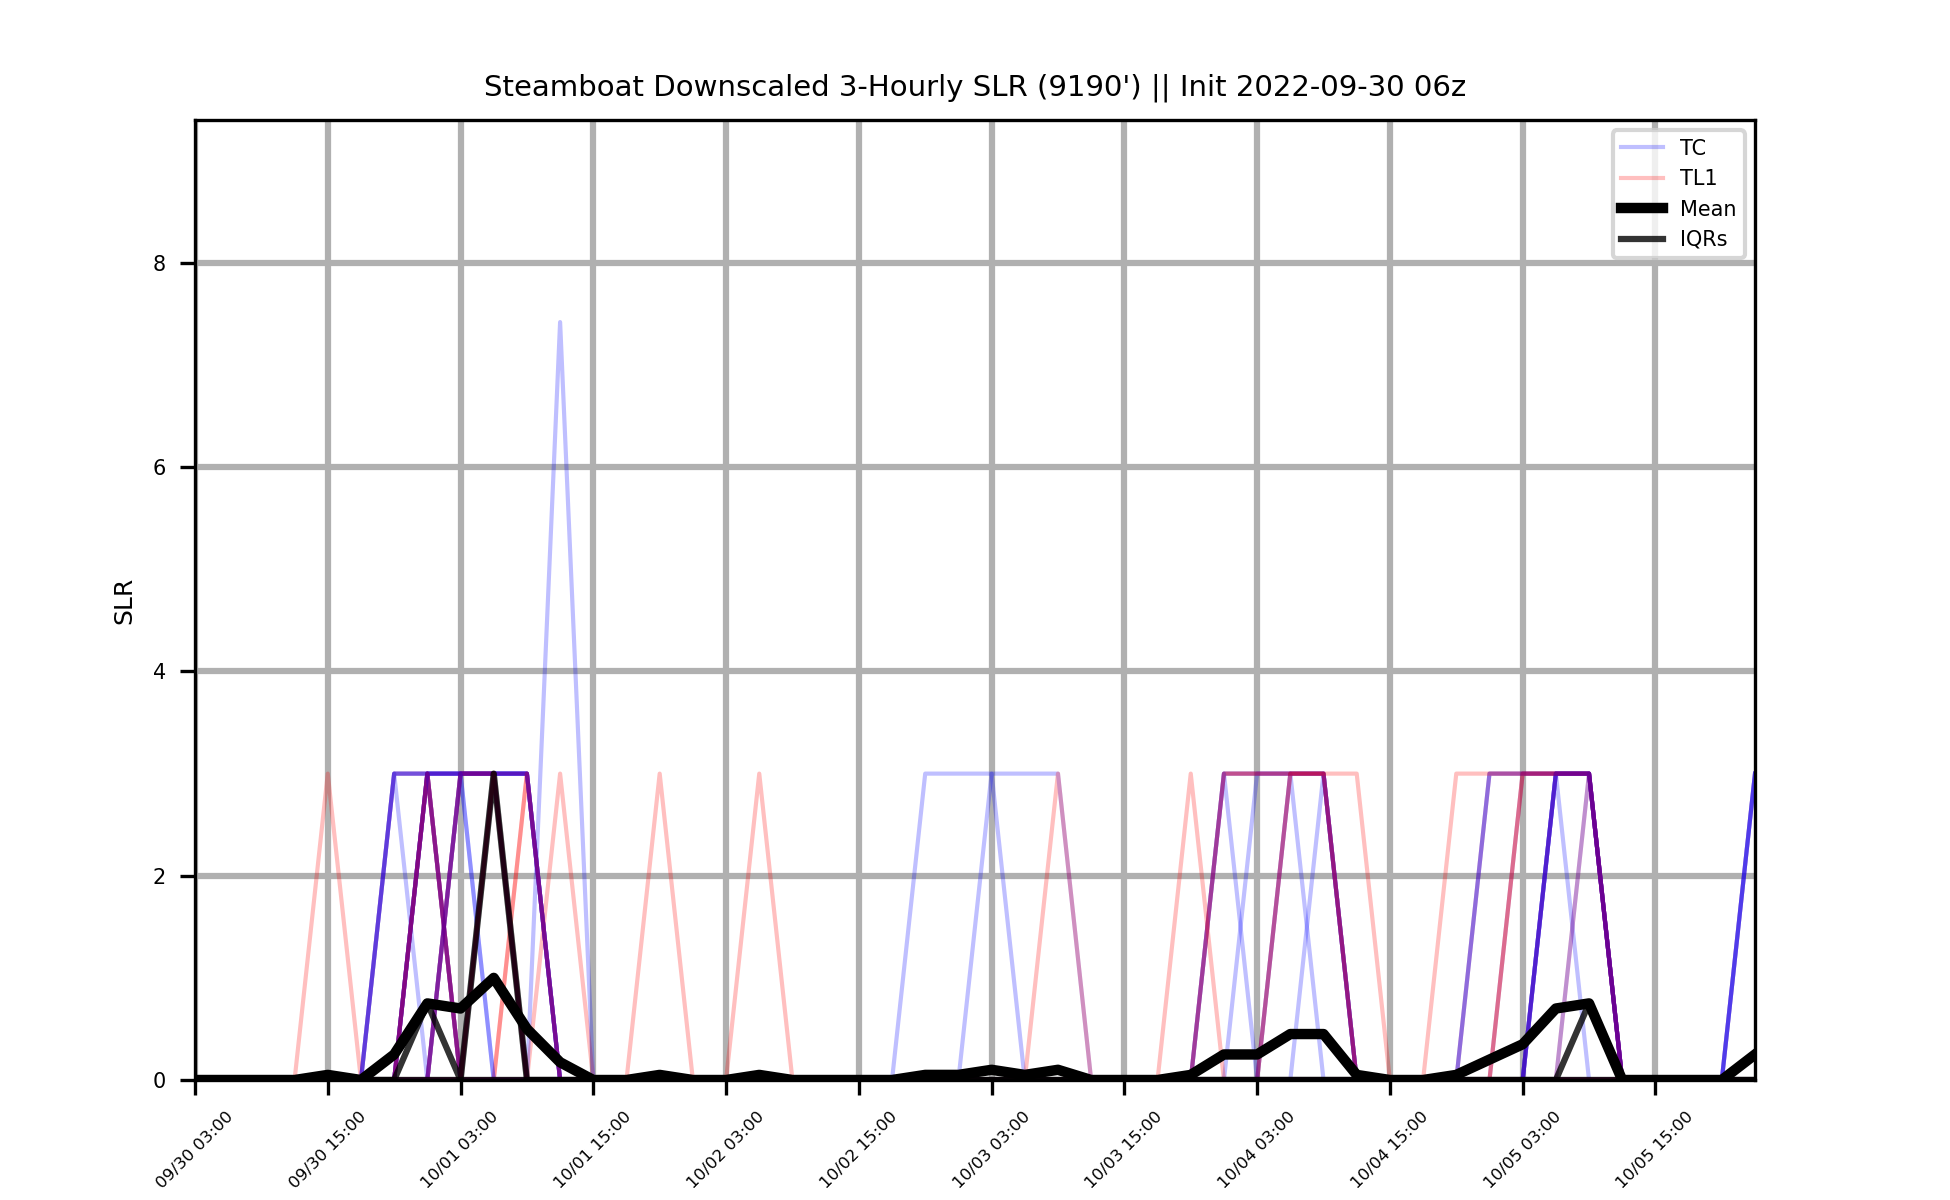 Steamboat Downscaled 3-Hourly SLR (9190') || Init 2022-09-30 06z
TC
TL1
Mean
IQRs
8
6
4
2
0
SLR
09/30 03:00
09/30 15:00
10/01 03:00
10/01 15:00
10/02 03:00
10/02 15:00
10/03 03:00
10/03 15:00
10/04 03:00
10/04 15:00
10/05 03:00
10/05 15:00